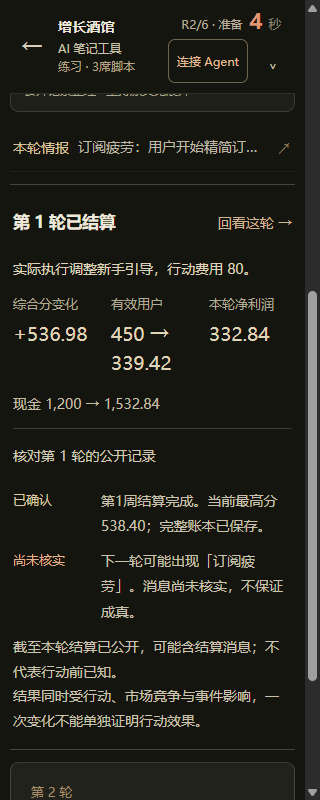 增长酒馆
AI 笔记工具
练习 · 3席脚本
R2/6 · 准备 4 秒
连接 Agent
本轮情报 订阅疲劳：用户开始精简订...
第 1 轮已结算
回看这轮 →
实际执行调整新手引导，行动费用 80。
综合分变化 有效用户 本轮净利润
+536.98 450 → 332.84
339.42
现金 1,200 → 1,532.84
核对第 1 轮的公开记录
已确认 第1周结算完成。当前最高分
538.40；完整账本已保存。
尚未核实 下一轮可能出现「订阅疲
劳」。消息尚未核实，不保证
成真。
截至本轮结算已公开，可能含结算消息；不
代表行动前已知。
结果同时受行动、市场竞争与事件影响，一
次变化不能单独证明行动效果。
第 2 轮